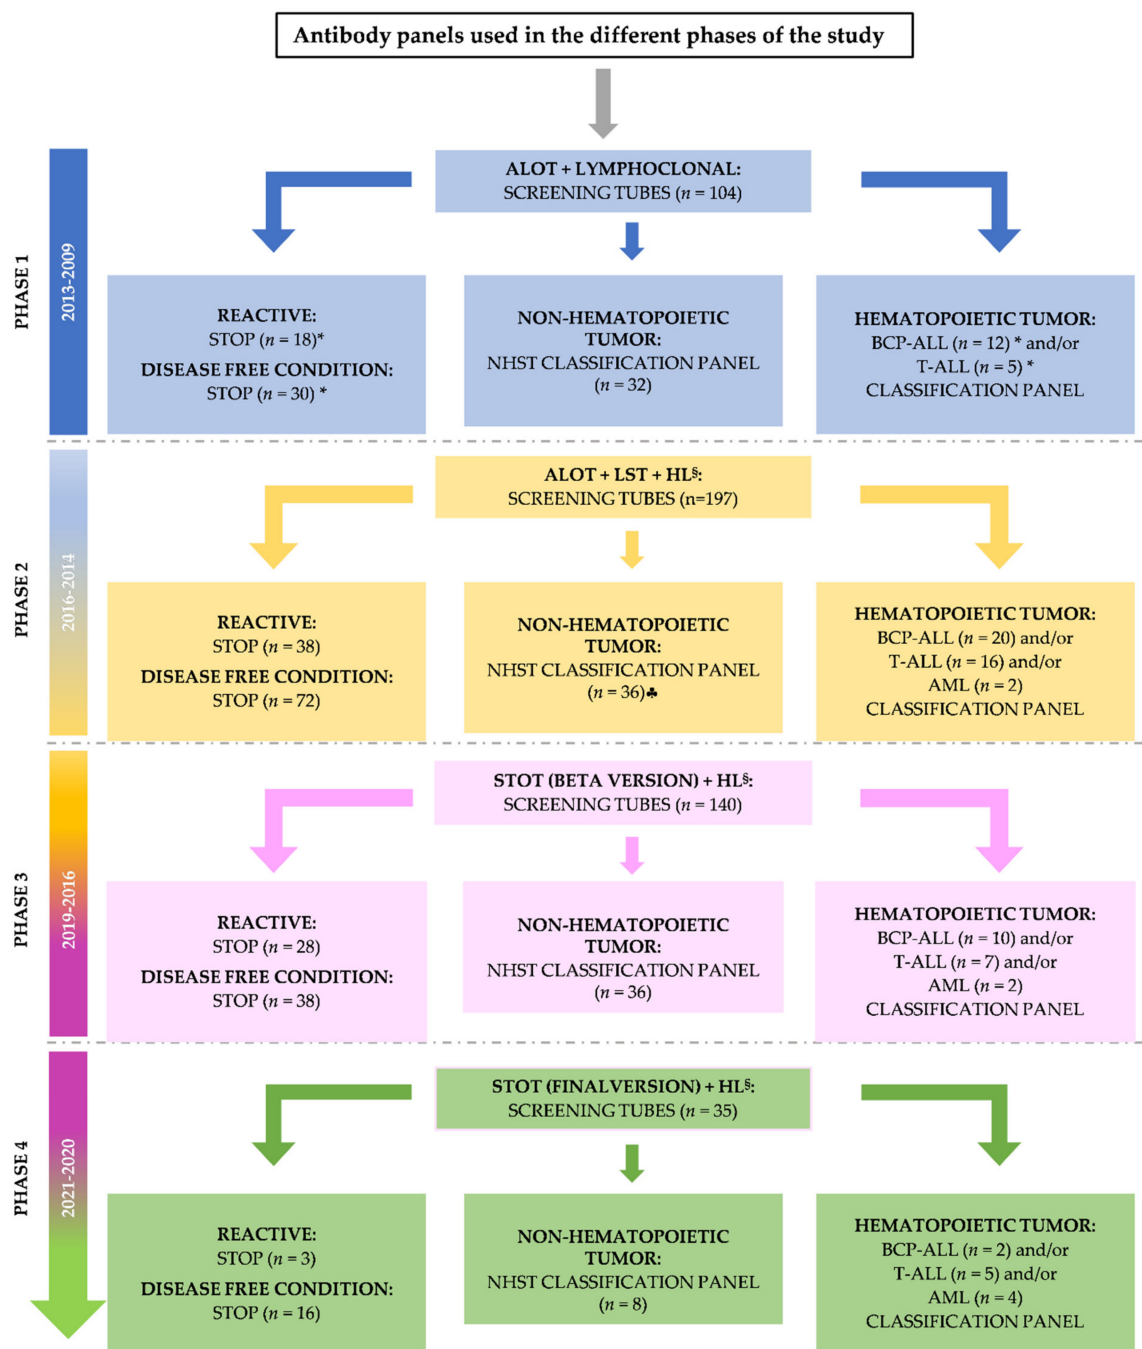 Antibody panels used in the different phases of the study
PHASE 1
2013-2009
ALOT + LYMPHOCLONAL:
SCREENING TUBES (n = 104)
REACTIVE:
STOP (n = 18)*
DISEASE FREE CONDITION:
STOP (n = 30) *
NON-HEMATOPOIETIC
TUMOR:
NHST CLASSIFICATION PANEL
(n = 32)
HEMATOPOIETIC TUMOR:
BCP-ALL (n = 12) * and/or
T-ALL (n = 5) *
CLASSIFICATION PANEL
PHASE 2
2016-2014
ALOT + LST + HL§:
SCREENING TUBES (n=197)
REACTIVE:
STOP (n = 38)
DISEASE FREE CONDITION:
STOP (n = 72)
NON-HEMATOPOIETIC
TUMOR:
NHST CLASSIFICATION PANEL
(n = 36)♣
HEMATOPOIETIC TUMOR:
BCP-ALL (n = 20) and/or
T-ALL (n = 16) and/or
AML (n = 2)
CLASSIFICATION PANEL
PHASE 3
2019-2016
STOT (BETA VERSION) + HL§:
SCREENING TUBES (n = 140)
REACTIVE:
STOP (n = 28)
DISEASE FREE CONDITION:
STOP (n = 38)
NON-HEMATOPOIETIC
TUMOR:
NHST CLASSIFICATION PANEL
(n = 36)
HEMATOPOIETIC TUMOR:
BCP-ALL (n = 10) and/or
T-ALL (n = 7) and/or
AML (n = 2)
CLASSIFICATION PANEL
PHASE 4
2021-2020
STOT (FINALVERSION) + HL§:
SCREENING TUBES (n = 35)
REACTIVE:
STOP (n = 3)
DISEASE FREE CONDITION:
STOP (n = 16)
NON-HEMATOPOIETIC
TUMOR:
NHST CLASSIFICATION PANEL
(n = 8)
HEMATOPOIETIC TUMOR:
BCP-ALL (n = 2) and/or
T-ALL (n = 5) and/or
AML (n = 4)
CLASSIFICATION PANEL